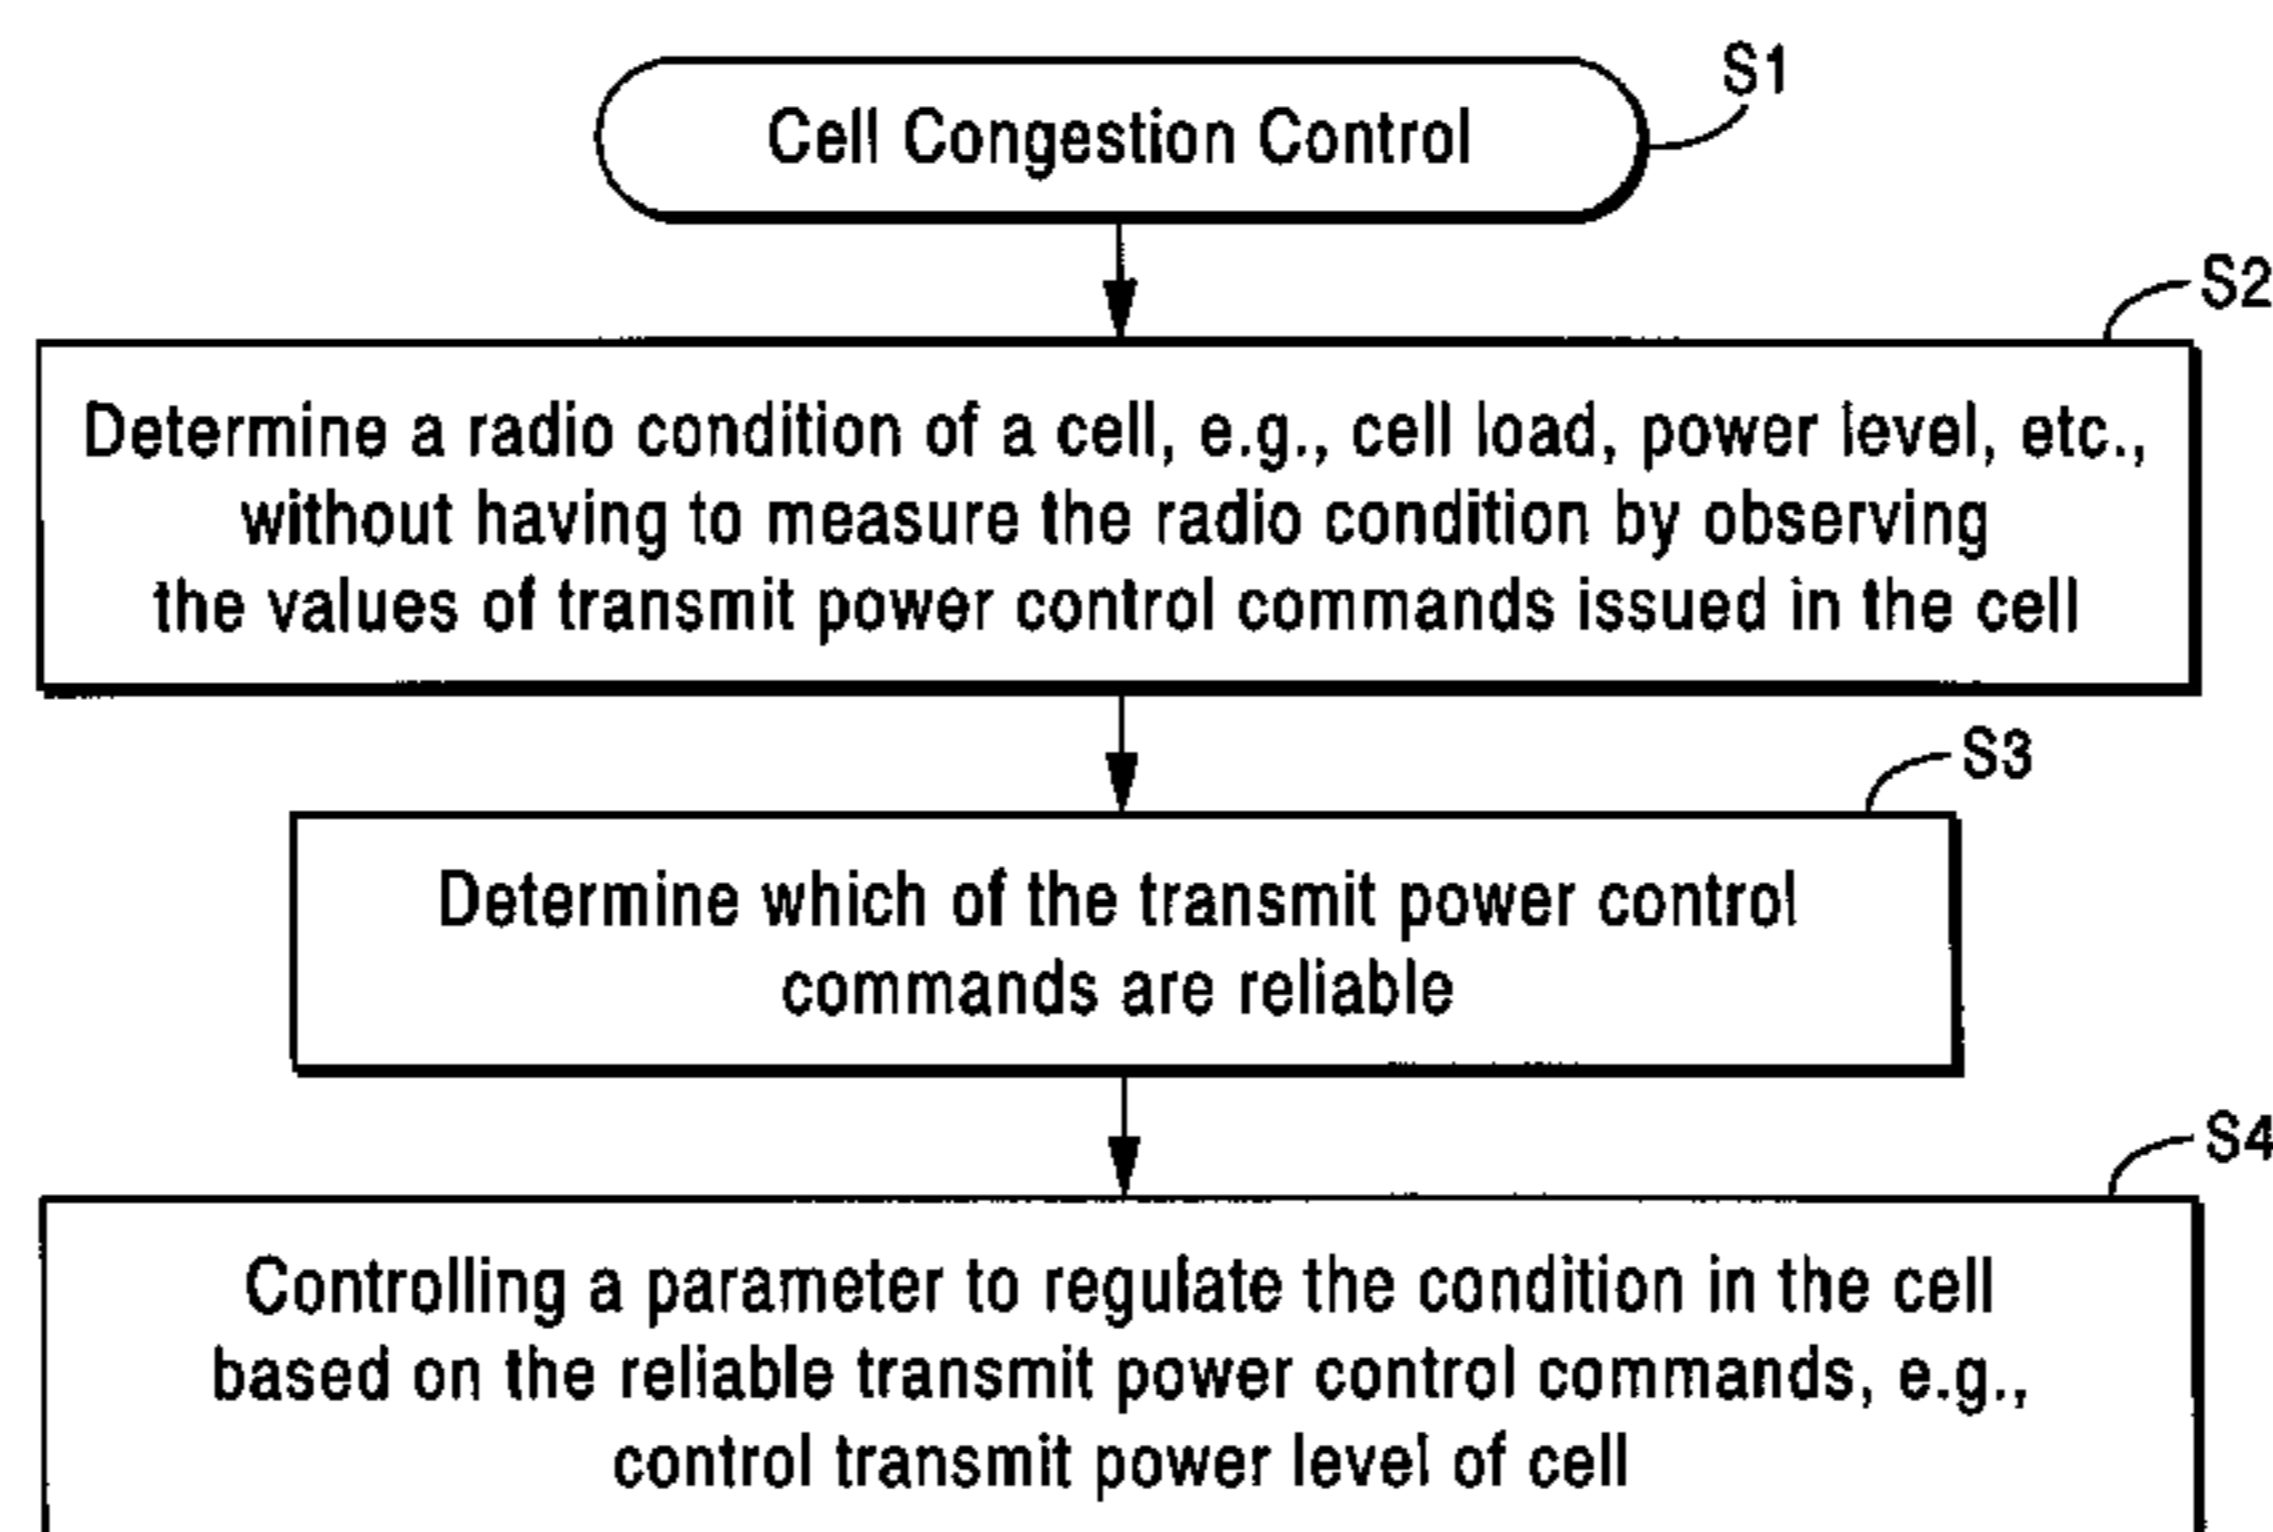 S1
Cell Congestion Control
S2
Determine a radio condition of a cell, e.g., cell load, power level, etc.,
without having to measure the radio condition by observing
the values of transmit power control commands issued in the cell
S3
Determine which of the transmit power control
commands are reliable
S4
Controlling a parameter to regulate the condition in the cell
based on the reliable transmit power control commands, e.g.,
control transmit power level of cell